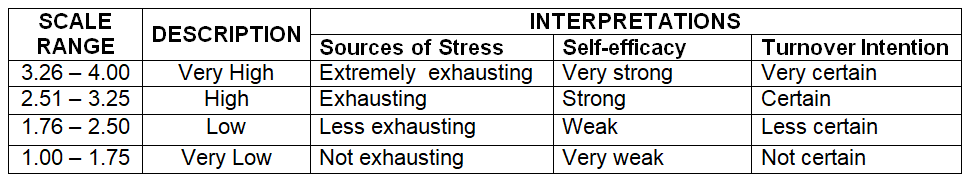 SCALE RANGE DESCRIPTION INTERPRETATIONS
Sources of Stress Self-efficacy Turnover Intention
3.26 – 4.00 Very High Extremely exhausting Very strong Very certain
2.51 – 3.25 High Exhausting Strong Certain
1.76 – 2.50 Low Less exhausting Weak Less certain
1.00 – 1.75 Very Low Not exhausting Very weak Not certain